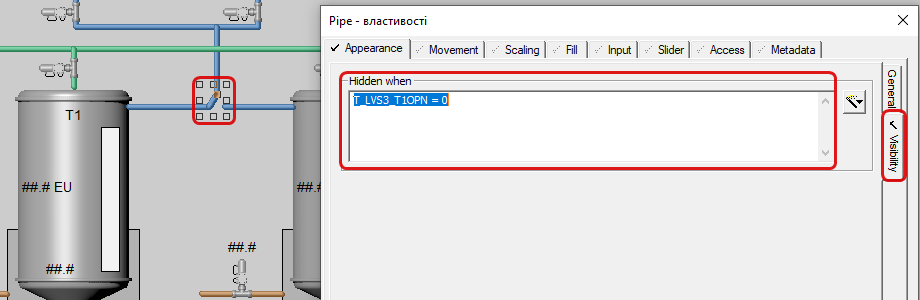 Pipe - властивості
Appearance
Movement
Scaling
Fill
Input
Slider
Access
Metadata
Hidden when
T_LVS3_T1OPN = 0
General
Visibility
T1
##.# EU
##.#
##.#
##